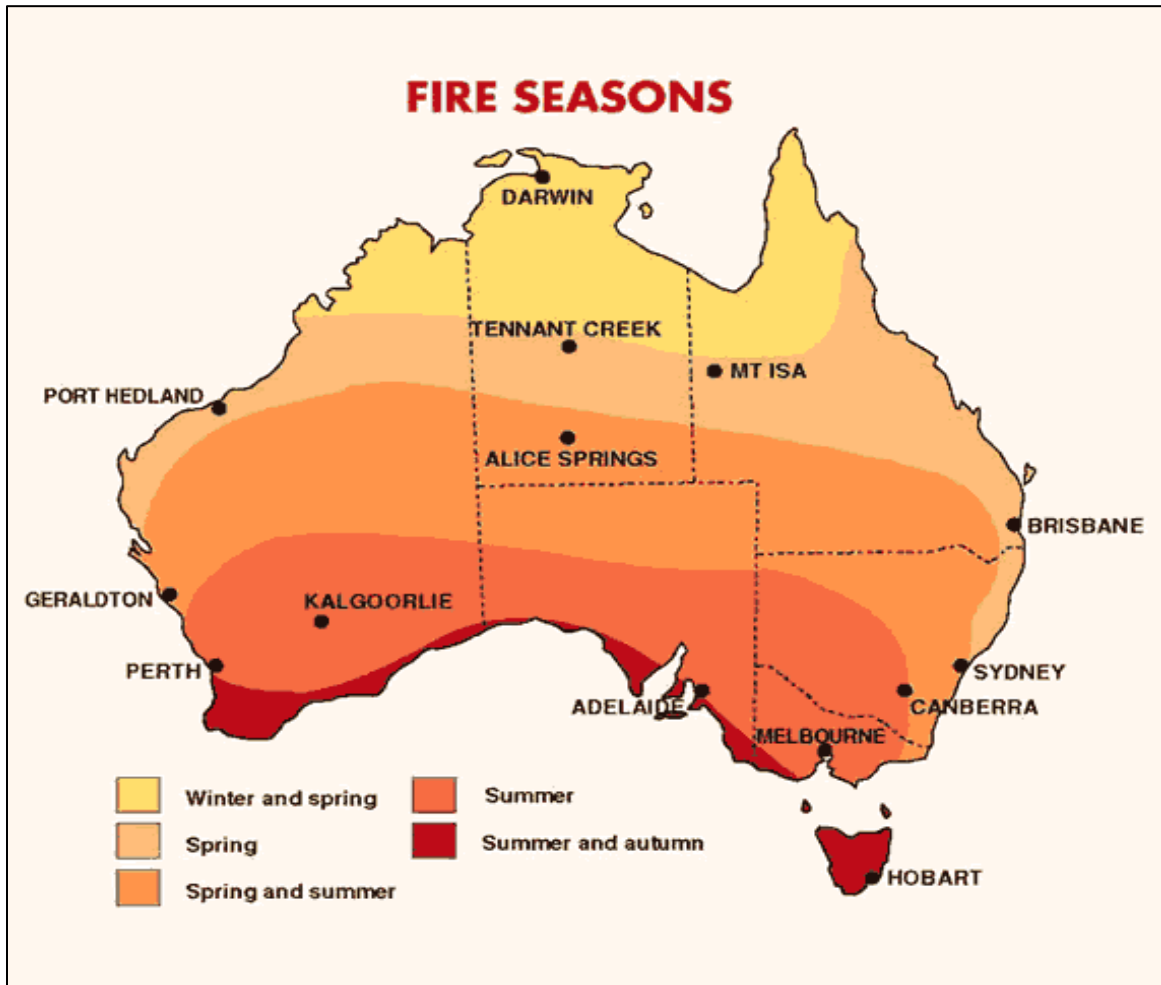 FIRE SEASONS
DARWIN
TENNANT CREEK
MT ISA
PORT HEDLAND
ALICE SPRINGS
BRISBANE
GERALDTON
KALGOORLIE
PERTH
SYDNEY
ADELAIDE
CANBERRA
MELBOURNE
Winter and spring
Summer
Spring
Summer and autumn
Spring and summer
HOBART